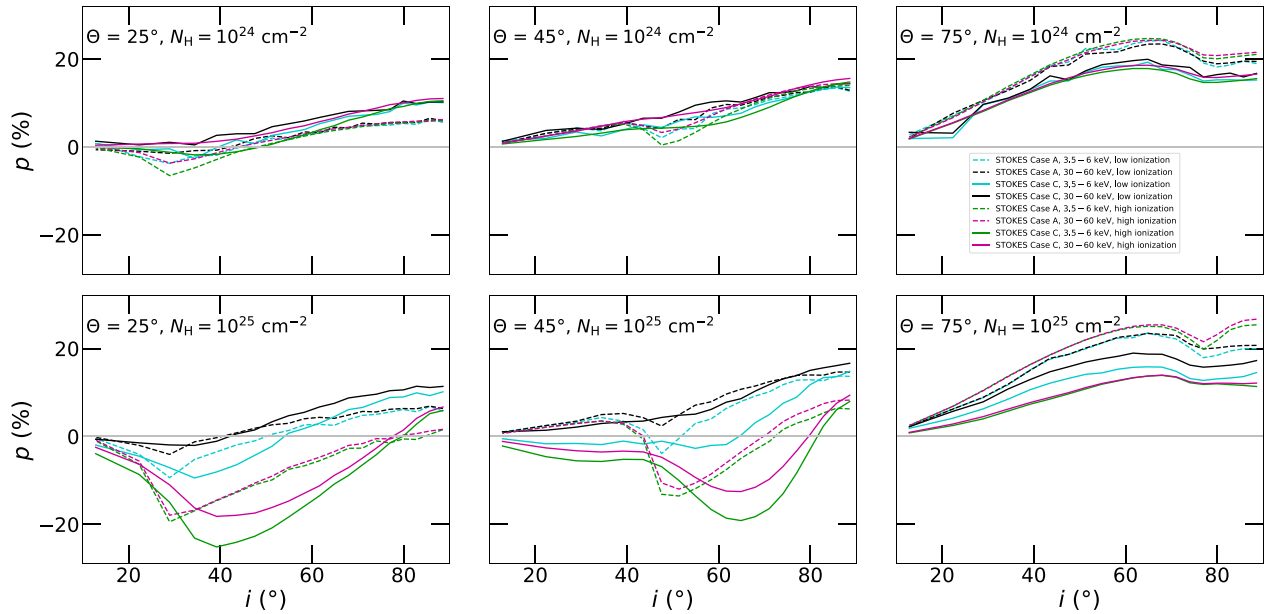 Θ = 25°, N_H = 10^24 cm^−2
Θ = 45°, N_H = 10^24 cm^−2
Θ = 75°, N_H = 10^24 cm^−2
p (%)
20
0
−20
STOKES Case A, 3.5−6 keV, low ionization
STOKES Case A, 30−60 keV, low ionization
STOKES Case C, 3.5−6 keV, low ionization
STOKES Case C, 30−60 keV, low ionization
STOKES Case A, 3.5−6 keV, high ionization
STOKES Case A, 30−60 keV, high ionization
STOKES Case C, 3.5−6 keV, high ionization
STOKES Case C, 30−60 keV, high ionization
Θ = 25°, N_H = 10^25 cm^−2
Θ = 45°, N_H = 10^25 cm^−2
Θ = 75°, N_H = 10^25 cm^−2
p (%)
20
0
−20
20 40 60 80
20 40 60 80
20 40 60 80
i (°)
i (°)
i (°)